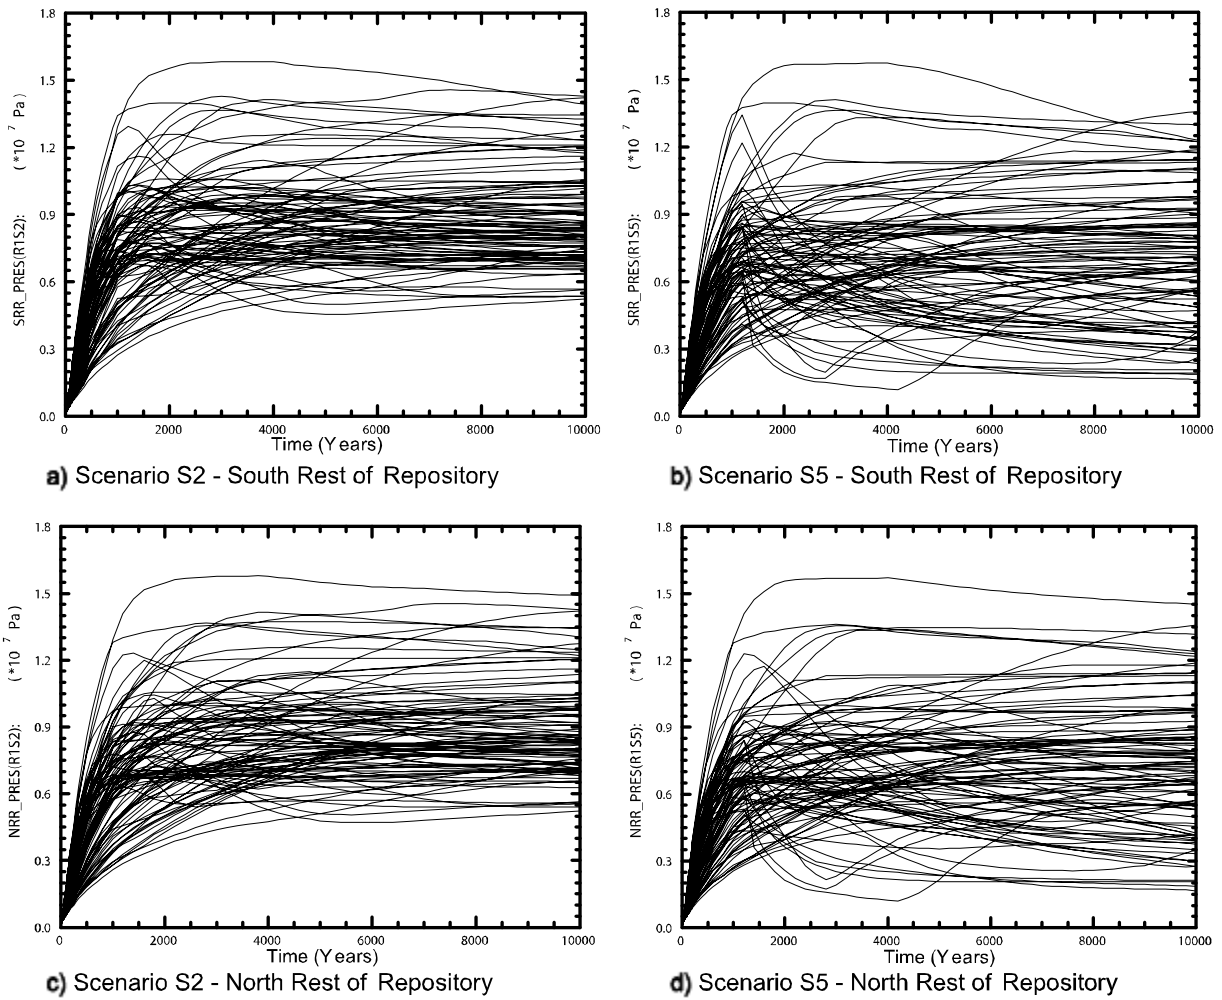 1.8
1.5
1.2
0.9
0.6
0.3
0.0
SRR_PRES(R1S2): (*10 7 Pa)
0 2000 4000 6000 8000 10000
Time (Years)
a) Scenario S2 - South Rest of Repository
1.8
1.5
1.2
0.9
0.6
0.3
0.0
SRR_PRES(R1S5): (*10 7 Pa)
0 2000 4000 6000 8000 10000
Time (Years)
b) Scenario S5 - South Rest of Repository
1.8
1.5
1.2
0.9
0.6
0.3
0.0
NRR_PRES(R1S2): (*10 7 Pa)
0 2000 4000 6000 8000 10000
Time (Years)
c) Scenario S2 - North Rest of Repository
1.8
1.5
1.2
0.9
0.6
0.3
0.0
NRR_PRES(R1S5): (*10 7 Pa)
0 2000 4000 6000 8000 10000
Time (Years)
d) Scenario S5 - North Rest of Repository